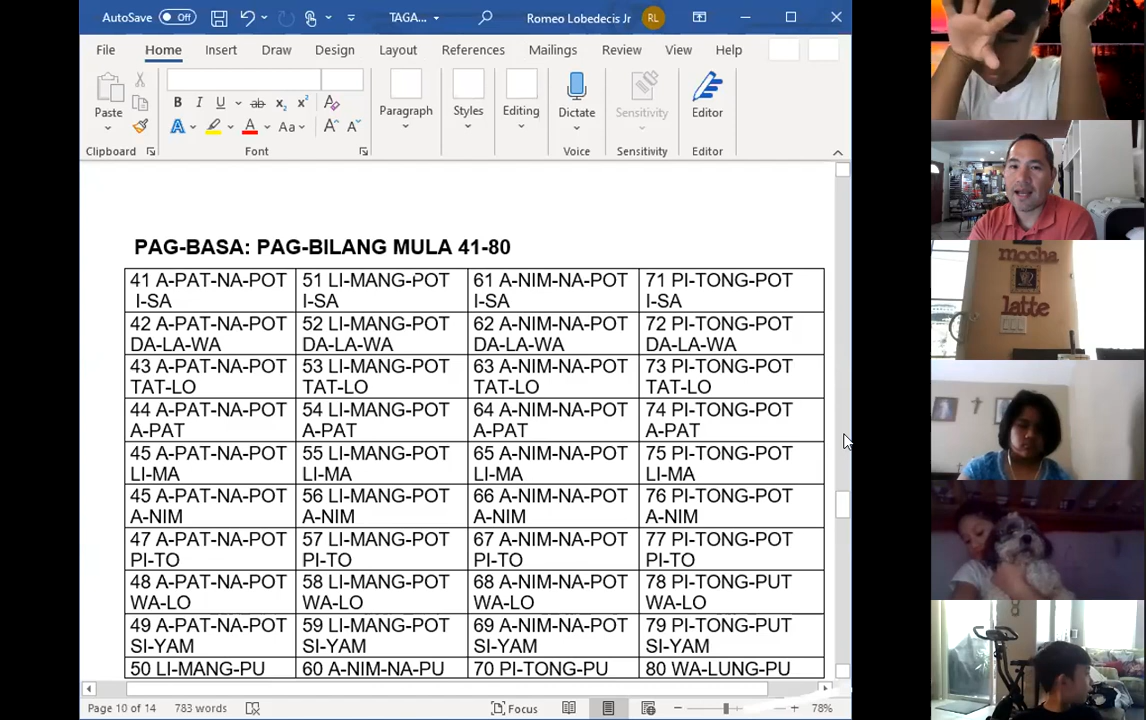 AutoSave Off TAGA... Romeo Lobedecis Jr RL
File Home Insert Draw Design Layout References Mailings Review View Help
Paste Paragraph Styles Editing Dictate Sensitivity Editor
Clipboard Font Voice Sensitivity Editor
PAG-BASA: PAG-BILANG MULA 41-80
41 A-PAT-NA-POT 51 LI-MANG-POT 61 A-NIM-NA-POT 71 PI-TONG-POT
I-SA I-SA I-SA I-SA
42 A-PAT-NA-POT 52 LI-MANG-POT 62 A-NIM-NA-POT 72 PI-TONG-POT
DA-LA-WA DA-LA-WA DA-LA-WA DA-LA-WA
43 A-PAT-NA-POT 53 LI-MANG-POT 63 A-NIM-NA-POT 73 PI-TONG-POT
TAT-LO TAT-LO TAT-LO TAT-LO
44 A-PAT-NA-POT 54 LI-MANG-POT 64 A-NIM-NA-POT 74 PI-TONG-POT
A-PAT A-PAT A-PAT A-PAT
45 A-PAT-NA-POT 55 LI-MANG-POT 65 A-NIM-NA-POT 75 PI-TONG-POT
LI-MA LI-MA LI-MA LI-MA
45 A-PAT-NA-POT 56 LI-MANG-POT 66 A-NIM-NA-POT 76 PI-TONG-POT
A-NIM A-NIM A-NIM A-NIM
47 A-PAT-NA-POT 57 LI-MANG-POT 67 A-NIM-NA-POT 77 PI-TONG-POT
PI-TO PI-TO PI-TO PI-TO
48 A-PAT-NA-POT 58 LI-MANG-POT 68 A-NIM-NA-POT 78 PI-TONG-PUT
WA-LO WA-LO WA-LO WA-LO
49 A-PAT-NA-POT 59 LI-MANG-POT 69 A-NIM-NA-POT 79 PI-TONG-PUT
SI-YAM SI-YAM SI-YAM SI-YAM
50 LI-MANG-PU 60 A-NIM-NA-PU 70 PI-TONG-PU 80 WA-LUNG-PU
Page 10 of 14 783 words Focus 78%
mocha
latte